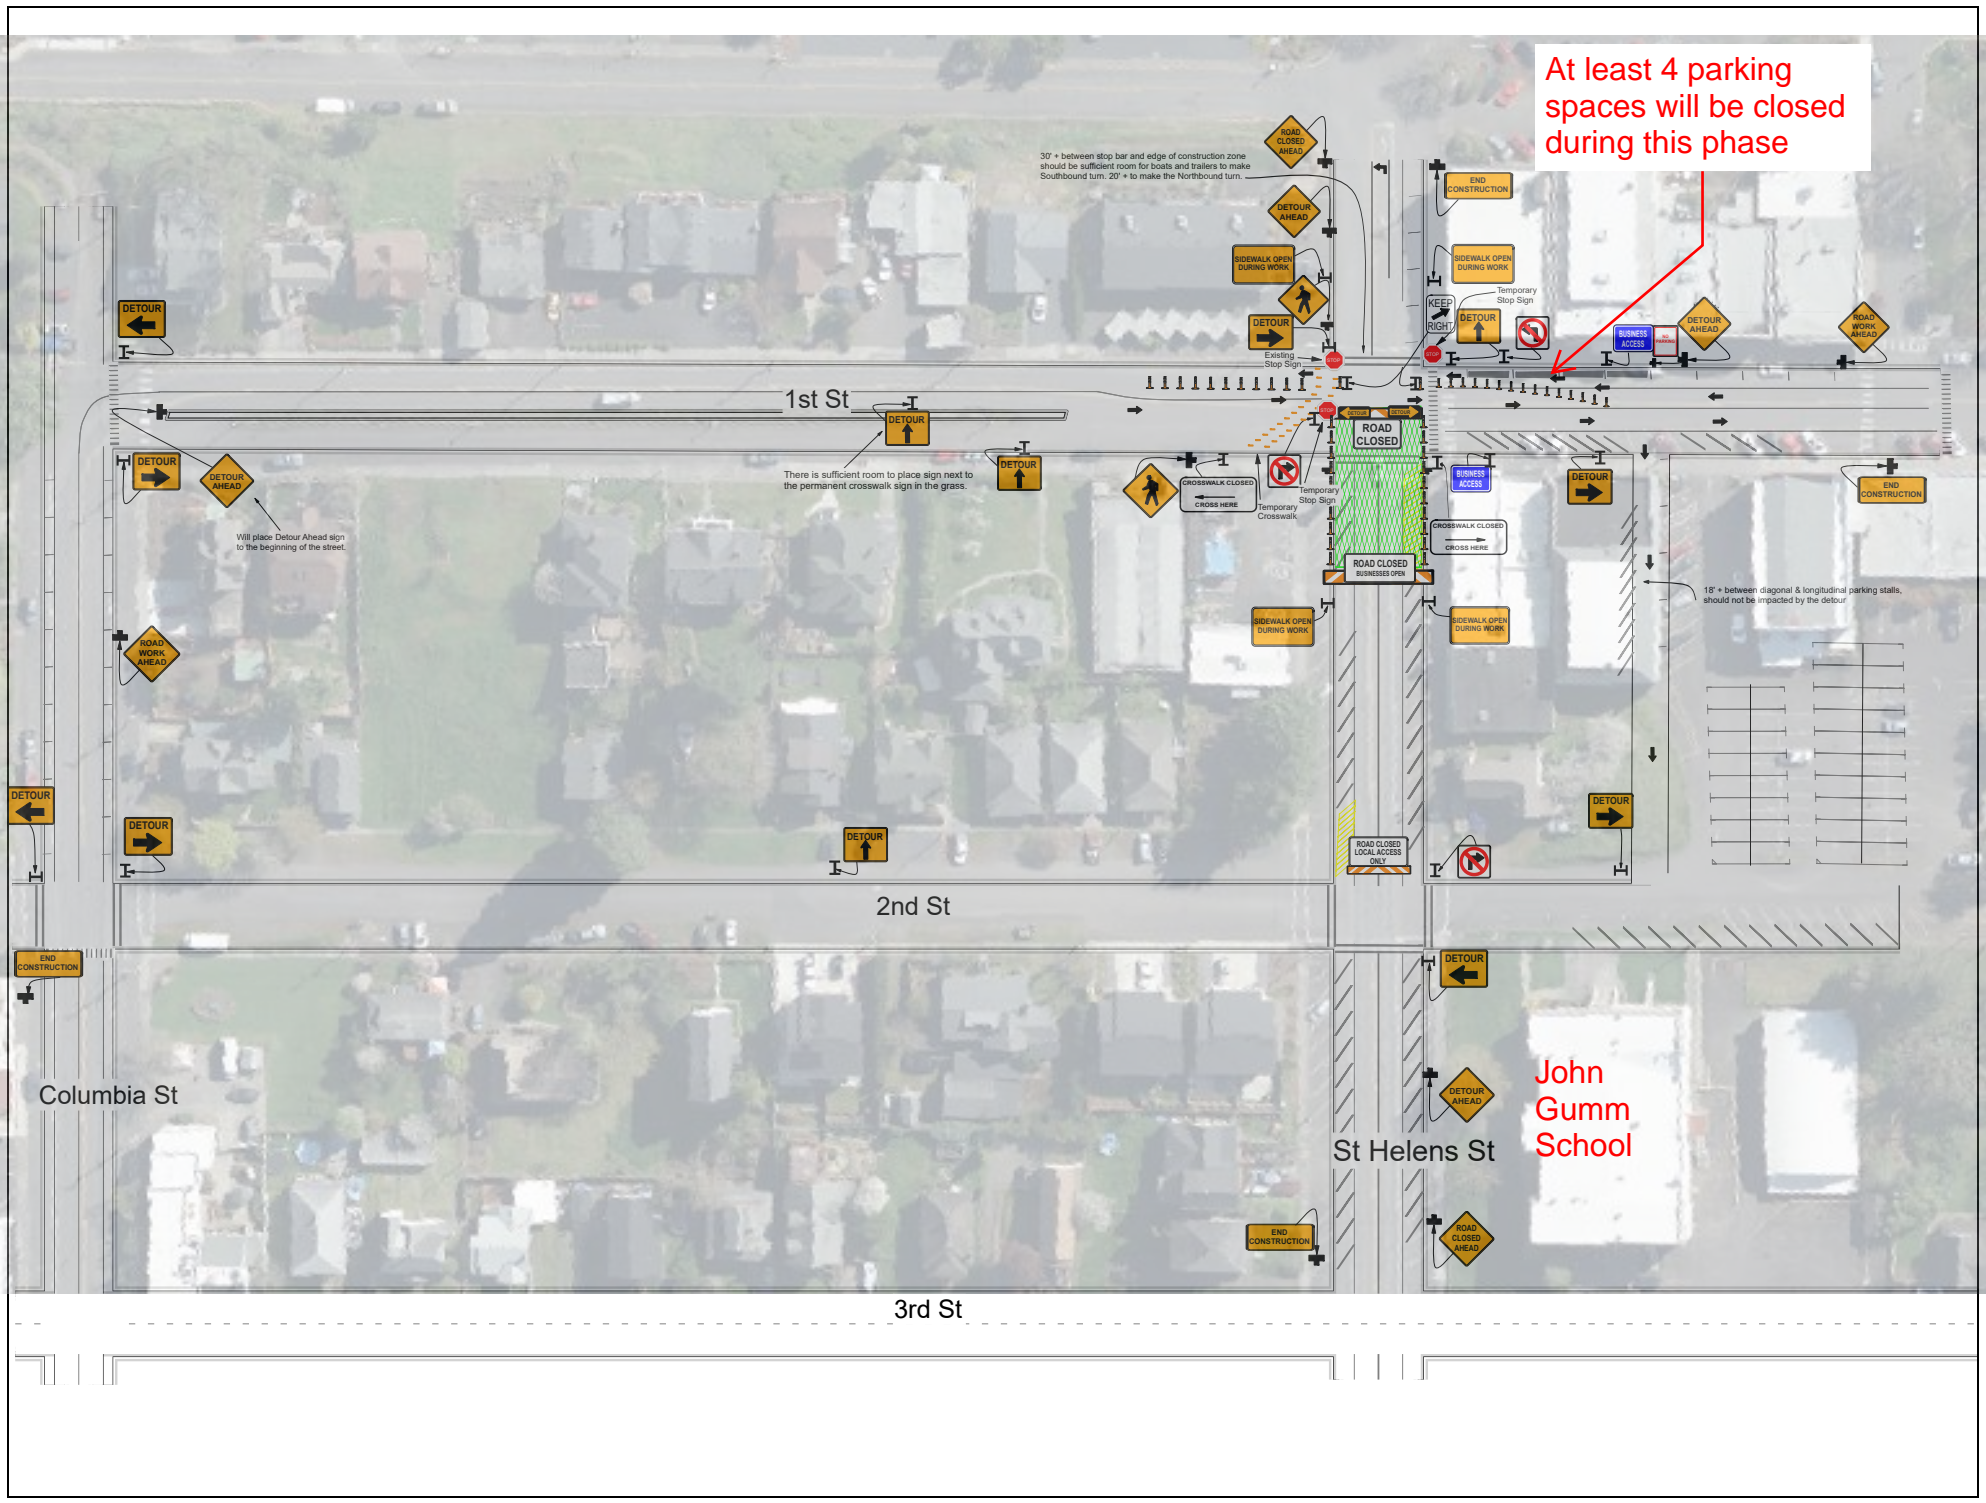 At least 4 parking
spaces will be closed
during this phase
ROAD
CLOSED
AHEAD
30' + between stop bar and edge of construction zone
should be sufficient room for boats and trailers to make
Southbound turn. 20' + to make the Northbound turn.
END
CONSTRUCTION
DETOUR
AHEAD
SIDEWALK OPEN
DURING WORK
SIDEWALK OPEN
DURING WORK
Temporary
Stop Sign
KEEP
RIGHT
DETOUR
DETOUR
DETOUR
BUSINESS
ACCESS
NO
PARKING
DETOUR
AHEAD
ROAD
WORK
AHEAD
Existing
Stop Sign
STOP
STOP
1st St
STOP
DETOUR
DETOUR
ROAD
CLOSED
DETOUR
DETOUR
DETOUR
AHEAD
There is sufficient room to place sign next to
the permanent crosswalk sign in the grass.
DETOUR
CROSSWALK CLOSED
CROSS HERE
Temporary
Stop Sign
Temporary
Crosswalk
BUSINESS
ACCESS
DETOUR
END
CONSTRUCTION
Will place Detour Ahead sign
to the beginning of the street.
CROSSWALK CLOSED
CROSS HERE
ROAD CLOSED
BUSINESSES OPEN
18' + between diagonal & longitudinal parking stalls,
should not be impacted by the detour
SIDEWALK OPEN
DURING WORK
SIDEWALK OPEN
DURING WORK
ROAD
WORK
AHEAD
DETOUR
DETOUR
DETOUR
DETOUR
ROAD CLOSED
LOCAL ACCESS
ONLY
2nd St
END
CONSTRUCTION
DETOUR
John
Gumm
School
Columbia St
DETOUR
AHEAD
St Helens St
END
CONSTRUCTION
ROAD
CLOSED
AHEAD
3rd St